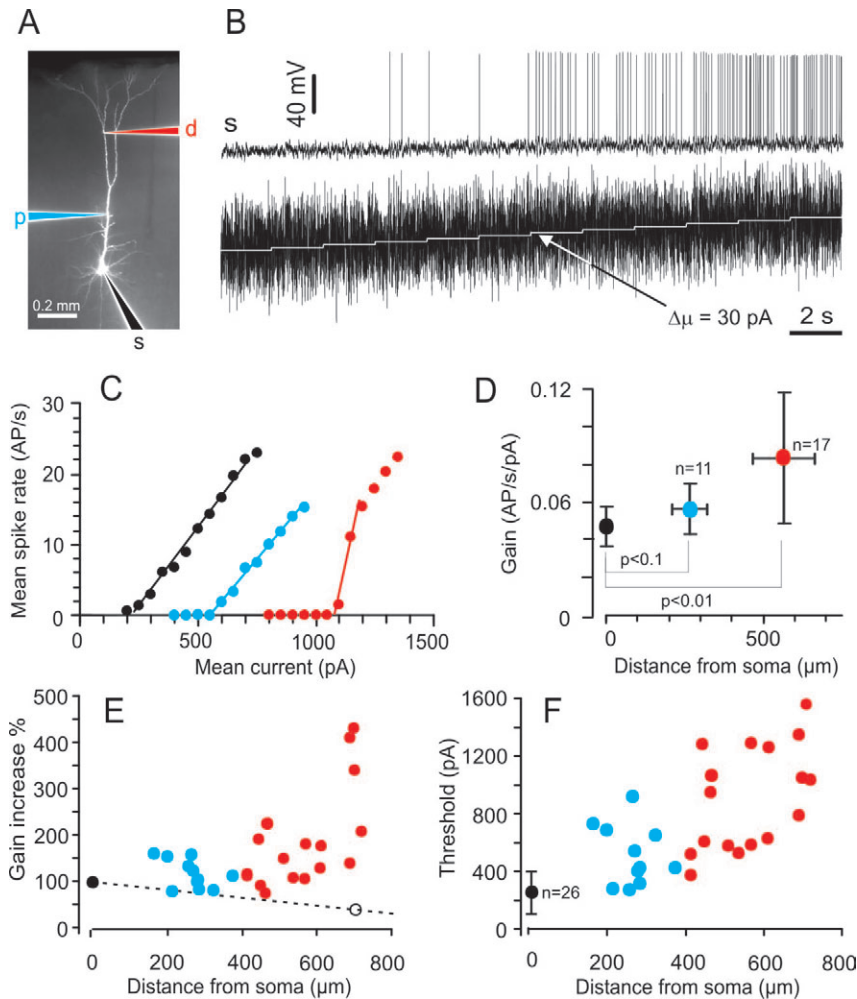 A
d
p
0.2 mm
s
B
40 mV
s
Δμ = 30 pA
2 s
C
Mean spike rate (AP/s)
30
20
10
0
0
500
1000
1500
Mean current (pA)
D
Gain (AP/s/pA)
0.12
0.06
0
n=11
n=17
p<0.1
p<0.01
0
500
Distance from soma (μm)
E
Gain increase %
500
400
300
200
100
0
0
200
400
600
800
Distance from soma (μm)
F
Threshold (pA)
1600
1200
800
400
0
n=26
0
200
400
600
800
Distance from soma (μm)